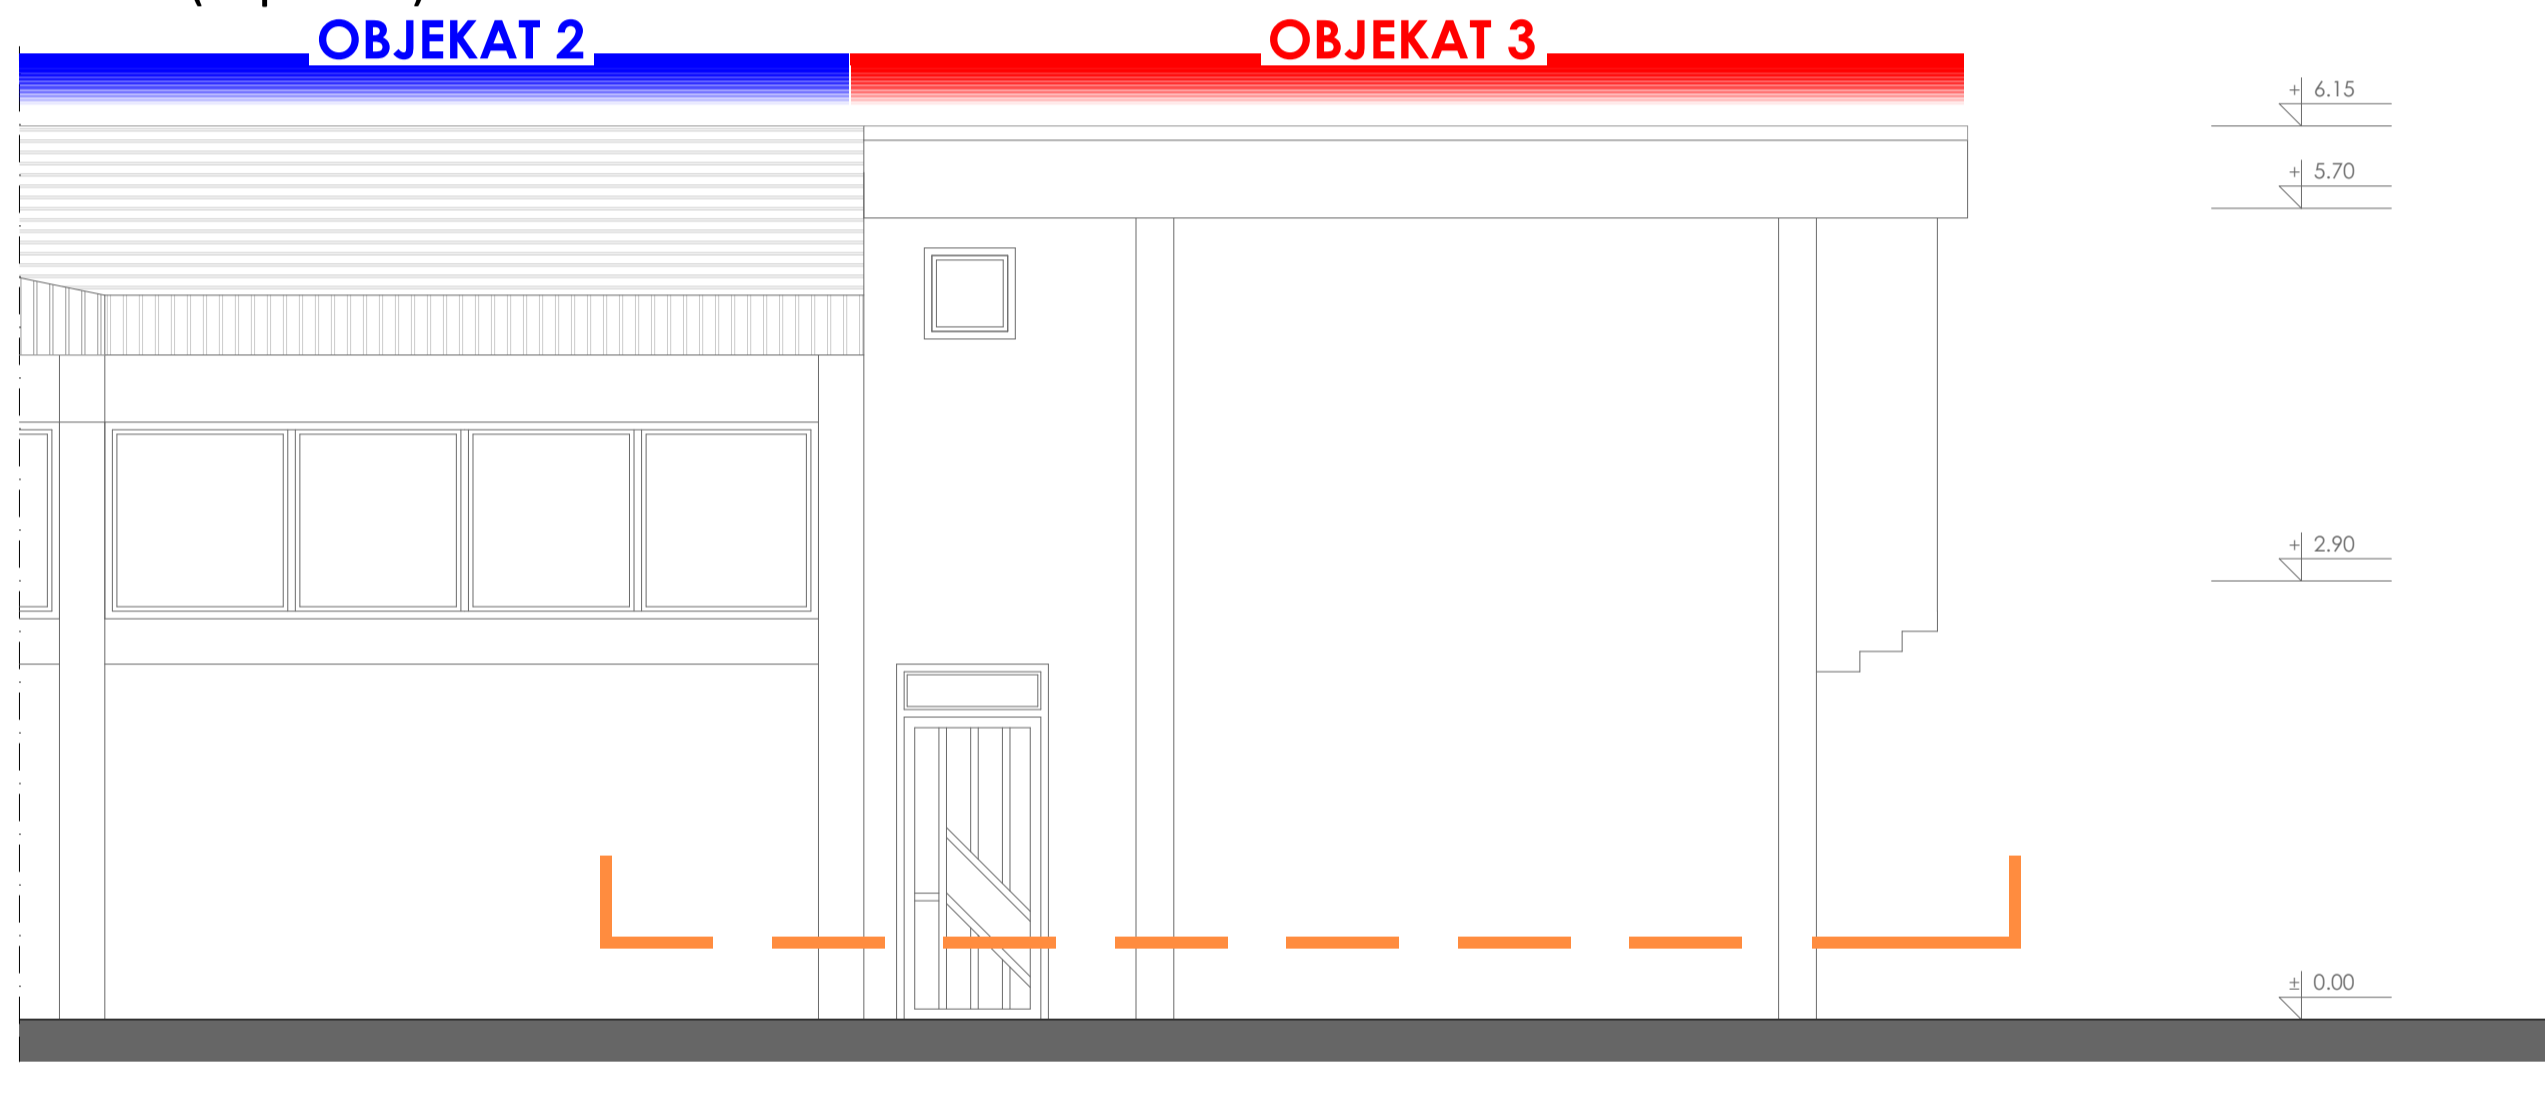 OBJEKAT 2
OBJEKAT 3
+ 6.15
+ 5.70
+ 2.90
± 0.00